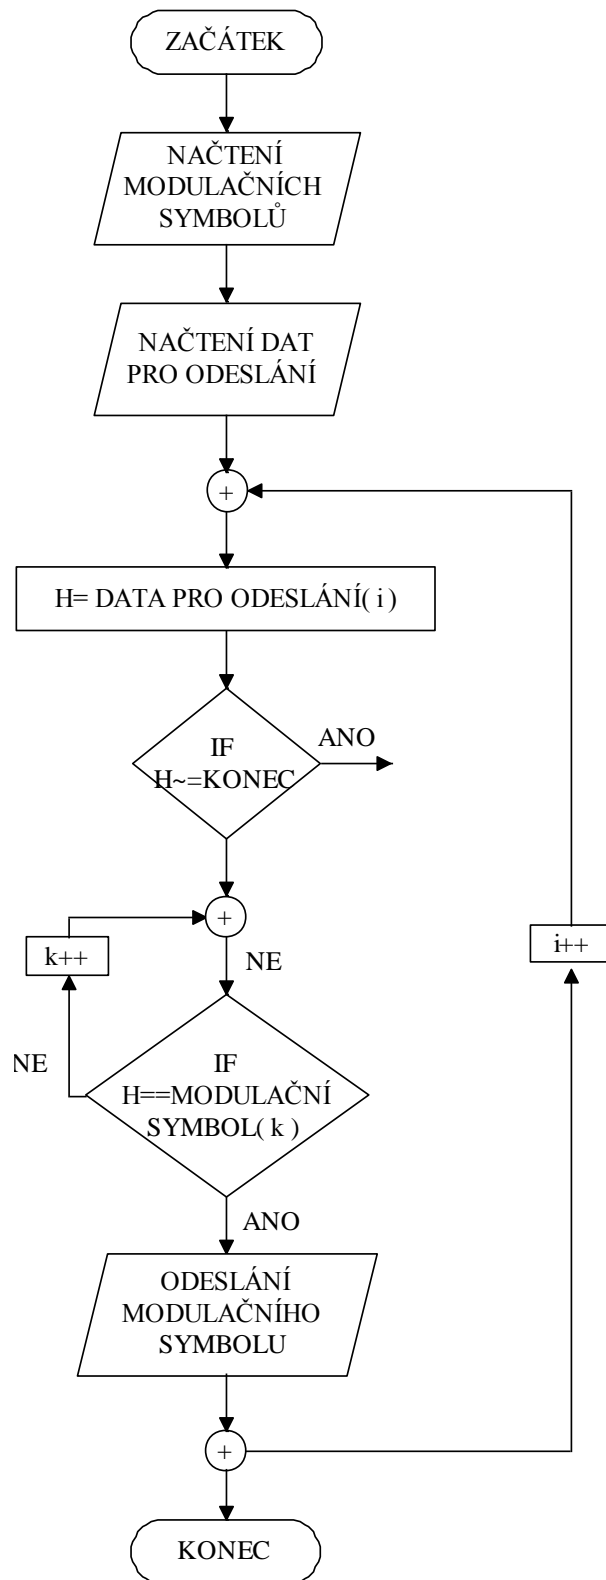 ZAČÁTEK
NAČTENÍ
MODULAČNÍCH
SYMBOLŮ
NAČTENÍ DAT
PRO ODESLÁNÍ
+
H= DATA PRO ODESLÁNÍ( i )
IF
H~=KONEC
ANO
+
k++
NE
i++
NE
IF
H==MODULAČNÍ
SYMBOL( k )
ANO
ODESLÁNÍ
MODULAČNÍHO
SYMBOLU
+
KONEC